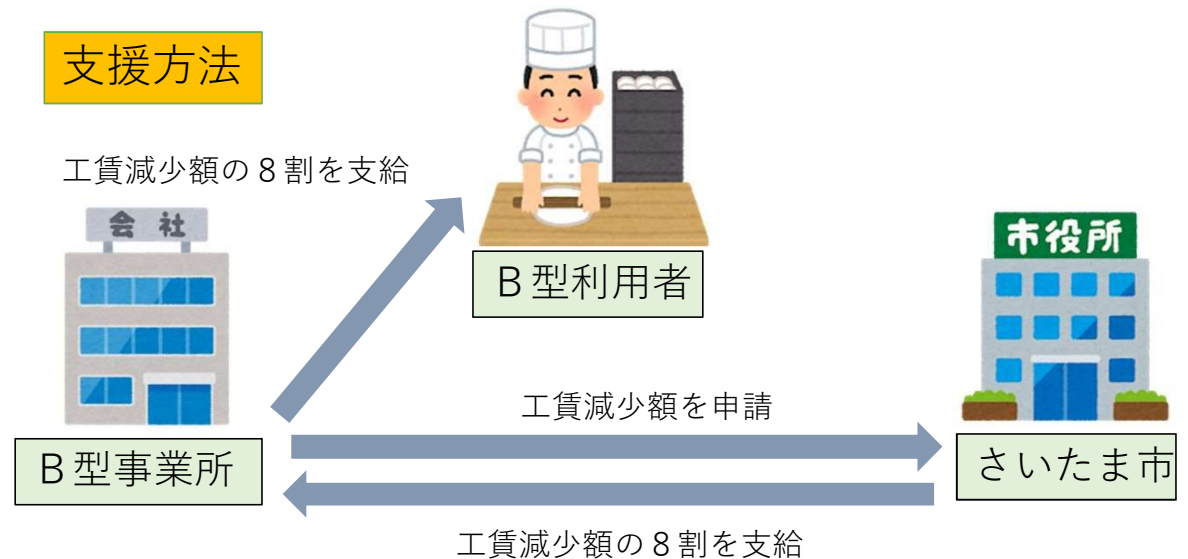 支援方法
工賃減少額の８割を支給
会社
市役所
Ｂ型利用者
工賃減少額を申請
Ｂ型事業所
さいたま市
工賃減少額の８割を支給